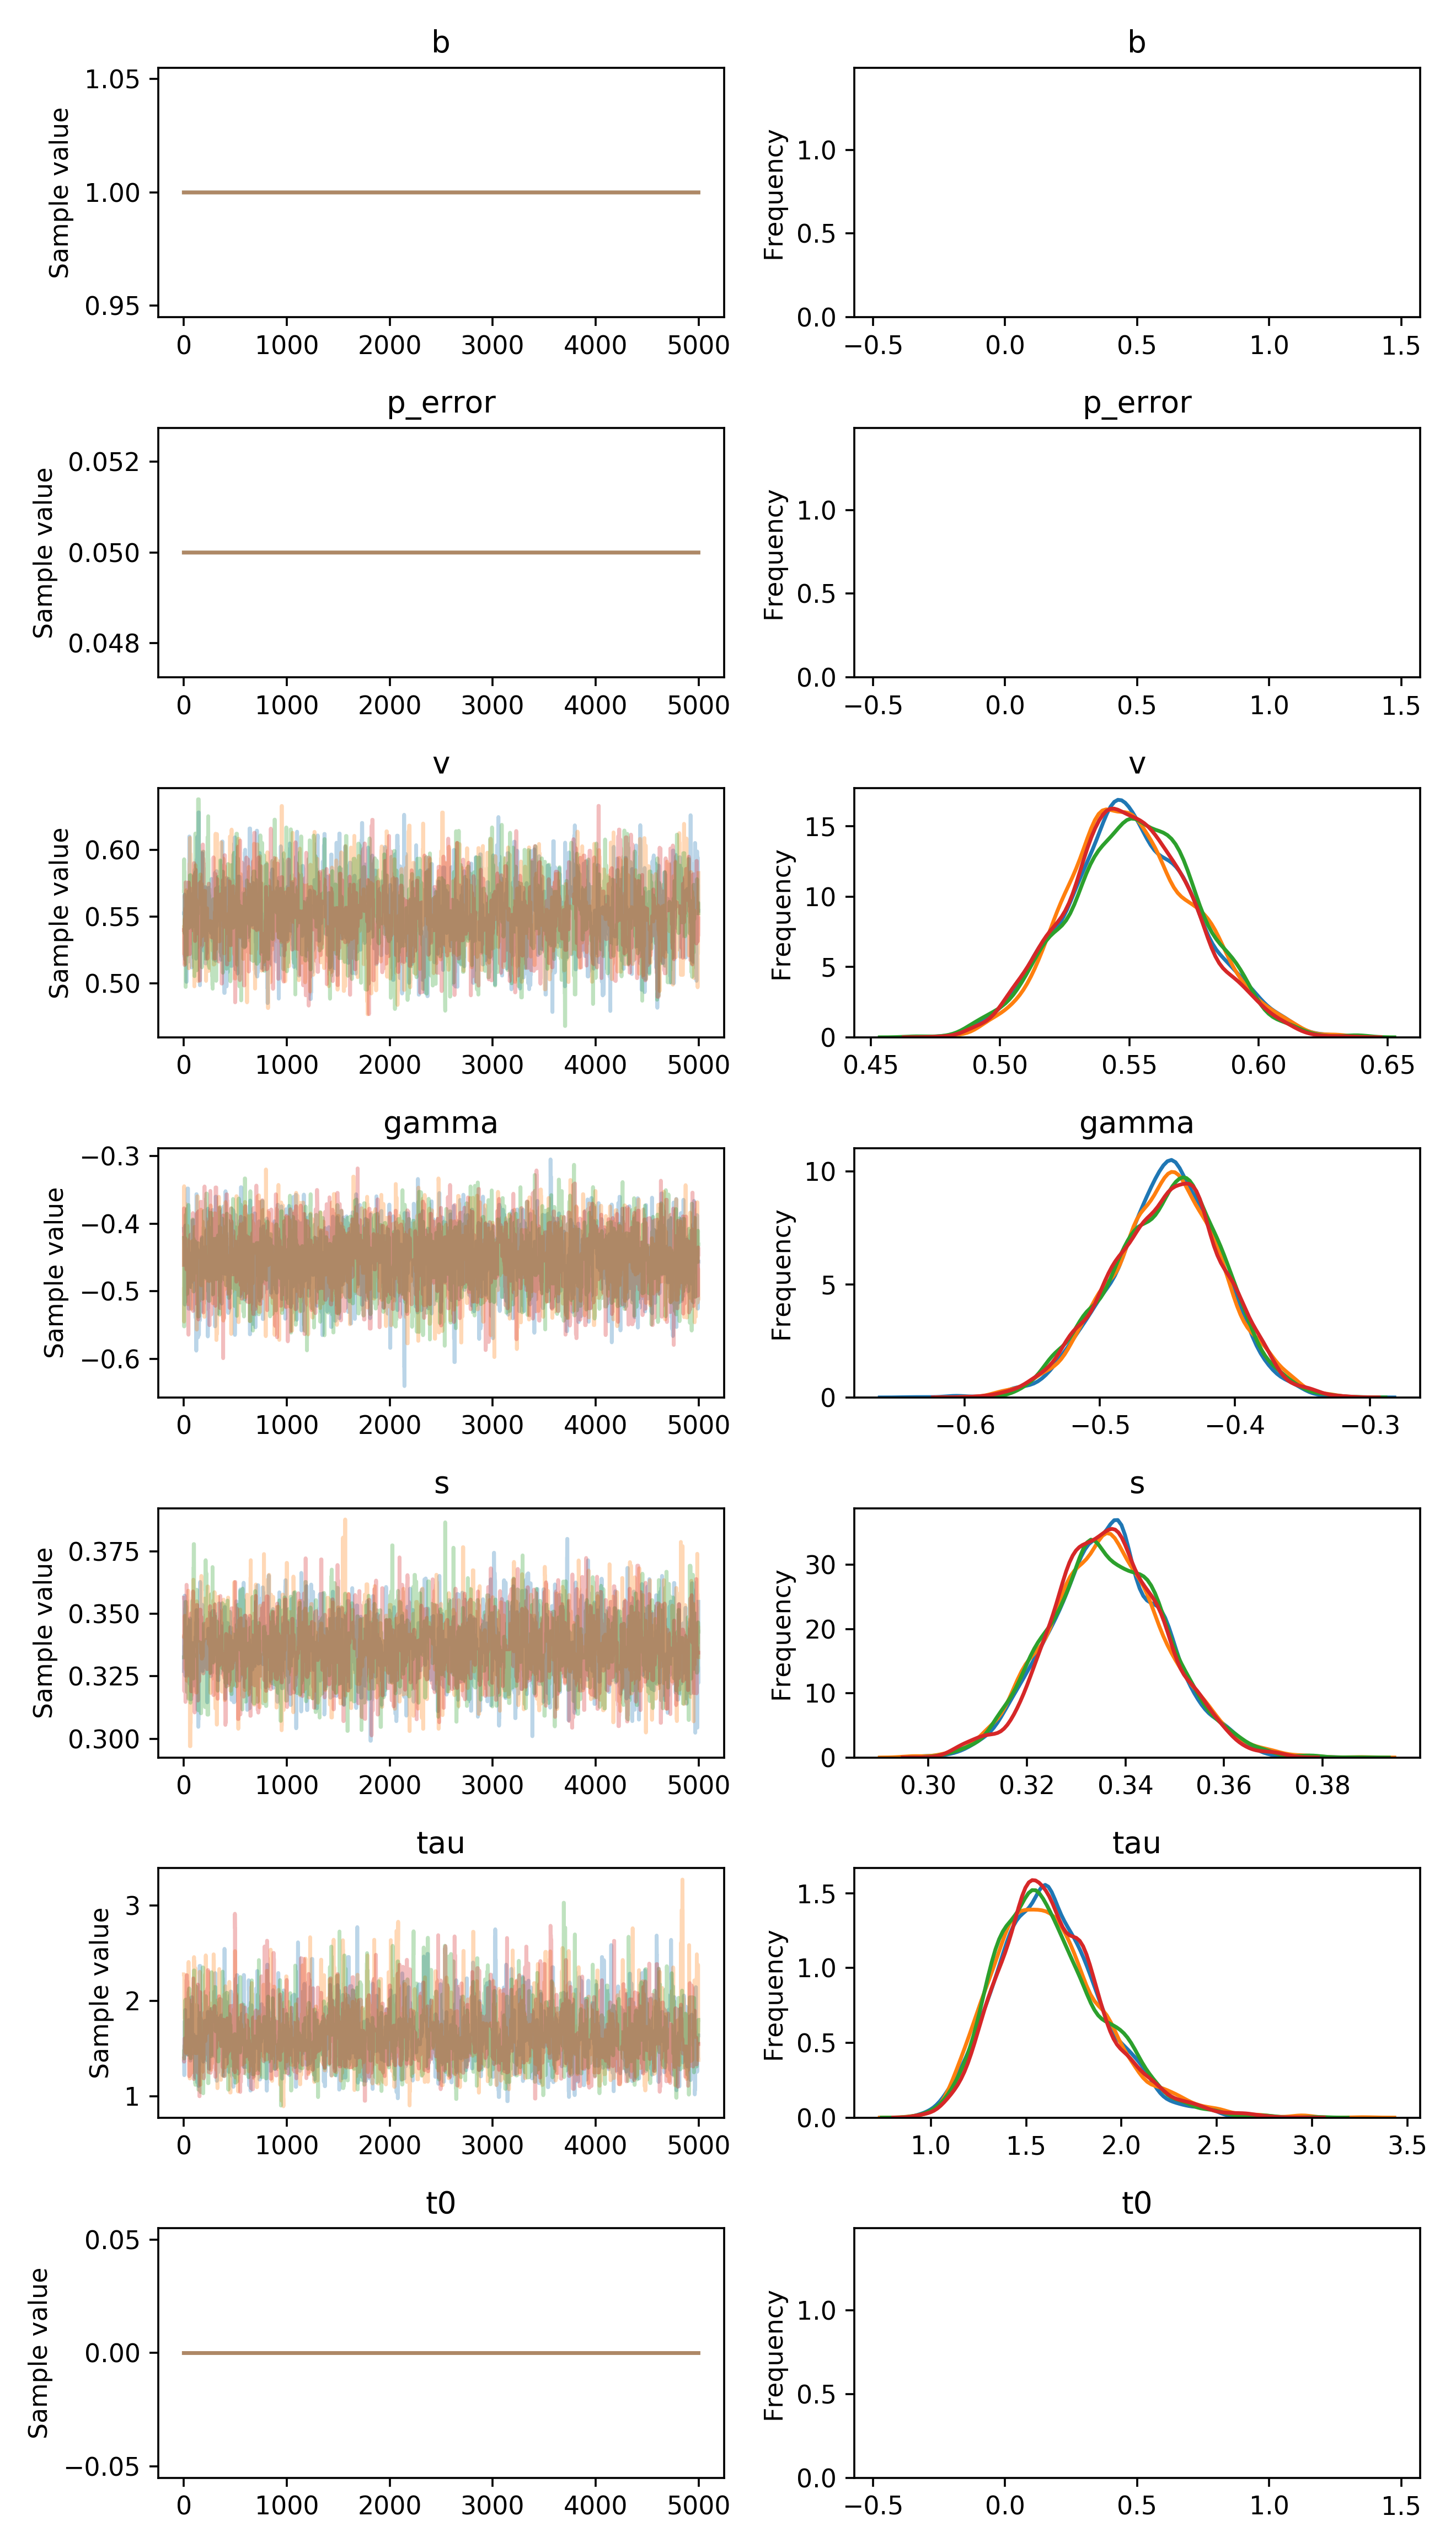 b b
Sample value 1.05 1.00 0.95 0 1000 2000 3000 4000 5000
Frequency 1.0 0.5 0.0 −0.5 0.0 0.5 1.0 1.5
p_error p_error
Sample value 0.052 0.050 0.048 0 1000 2000 3000 4000 5000
Frequency 1.0 0.5 0.0 −0.5 0.0 0.5 1.0 1.5
v v
Sample value 0.60 0.55 0.50 0 1000 2000 3000 4000 5000
Frequency 15 10 5 0 0.45 0.50 0.55 0.60 0.65
gamma gamma
Sample value −0.3 −0.4 −0.5 −0.6 0 1000 2000 3000 4000 5000
Frequency 10 5 0 −0.6 −0.5 −0.4 −0.3
s s
Sample value 0.375 0.350 0.325 0.300 0 1000 2000 3000 4000 5000
Frequency 30 20 10 0 0.30 0.32 0.34 0.36 0.38
tau tau
Sample value 3 2 1 0 1000 2000 3000 4000 5000
Frequency 1.5 1.0 0.5 0.0 1.0 1.5 2.0 2.5 3.0 3.5
t0 t0
Sample value 0.05 0.00 −0.05 0 1000 2000 3000 4000 5000
Frequency 1.0 0.5 0.0 −0.5 0.0 0.5 1.0 1.5